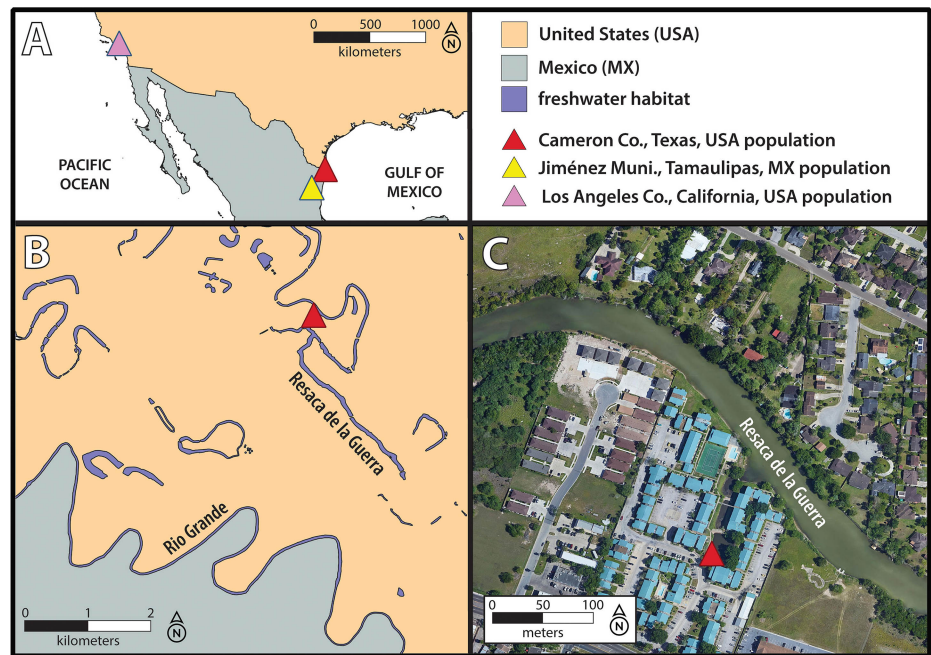 A
0 500 1000
kilometers
N
PACIFIC
OCEAN
GULF OF
MEXICO
United States (USA)
Mexico (MX)
freshwater habitat
Cameron Co., Texas, USA population
Jiménez Muni., Tamaulipas, MX population
Los Angeles Co., California, USA population
B
Resaca de la Guerra
Rio Grande
0 1 2
kilometers
N
C
Resaca de la Guerra
0 50 100
meters
N